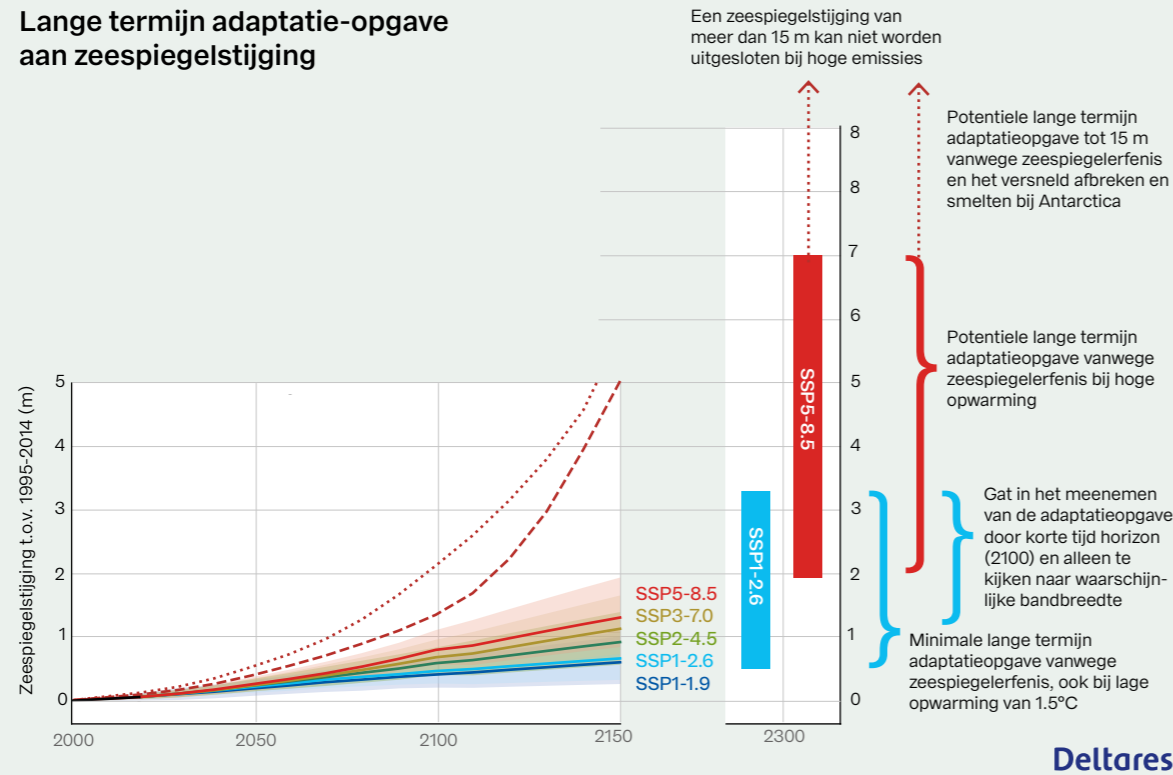 Lange termijn adaptatie-opgave
aan zeespiegelstijging
Een zeespiegelstijging van
meer dan 15 m kan niet worden
uitgesloten bij hoge emissies
Potentiele lange termijn
adaptatieopgave tot 15 m
vanwege zeespiegelerfenis
en het versneld afbreken en
smelten bij Antarctica
Potentiele lange termijn
adaptatieopgave vanwege
zeespiegelerfenis bij hoge
opwarming
Gat in het meenemen
van de adaptatieopgave
door korte tijd horizon
(2100) en alleen te
kijken naar waarschijn-
lijke bandbreedte
Minimale lange termijn
adaptatieopgave vanwege
zeespiegelerfenis, ook bij lage
opwarming van 1.5°C
Zeespiegelstijging t.o.v. 1995-2014 (m)
5
4
3
2
1
0
2000
2050
2100
2150
2300
SSP5-8.5
SSP3-7.0
SSP2-4.5
SSP1-2.6
SSP1-1.9
SSP1-2.6
SSP5-8.5
8
8
7
6
5
4
3
2
1
0
Deltares